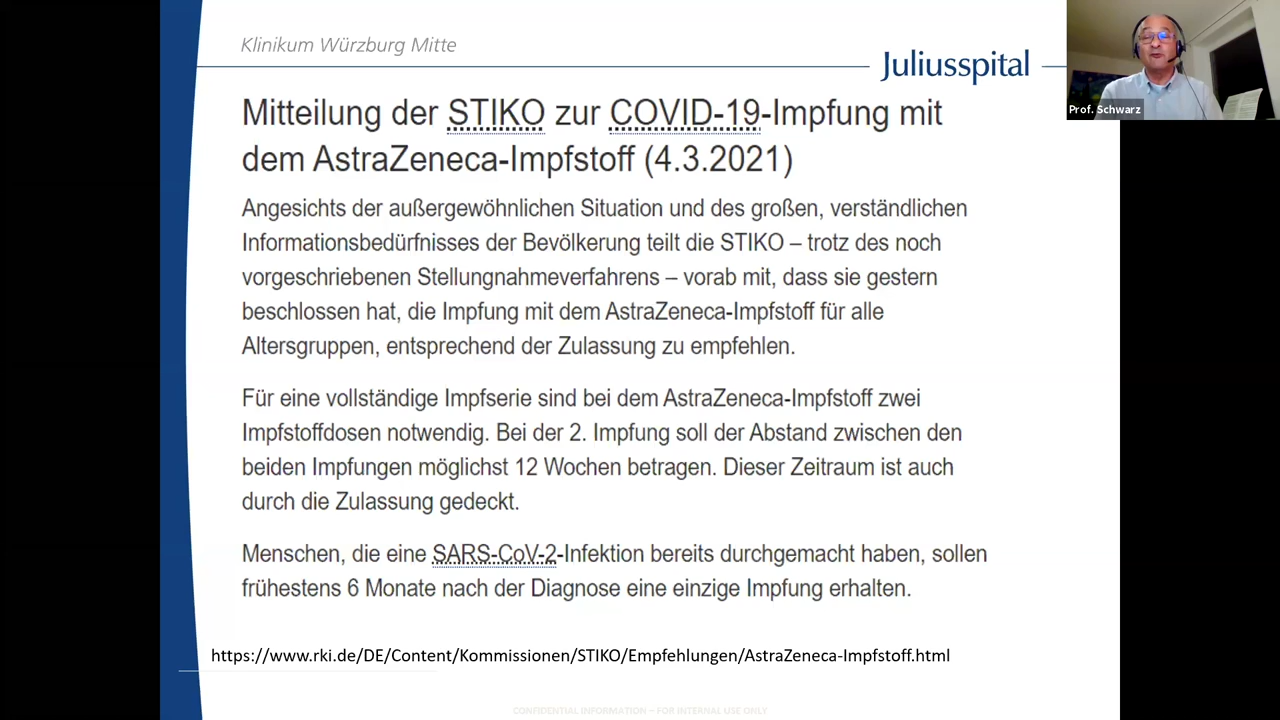 Klinikum Würzburg Mitte
Juliusspital
Prof. Schwarz
Mitteilung der STIKO zur COVID-19-Impfung mit
dem AstraZeneca-Impfstoff (4.3.2021)
Angesichts der außergewöhnlichen Situation und des großen, verständlichen
Informationsbedürfnisses der Bevölkerung teilt die STIKO – trotz des noch
vorgeschriebenen Stellungnahmeverfahrens – vorab mit, dass sie gestern
beschlossen hat, die Impfung mit dem AstraZeneca-Impfstoff für alle
Altersgruppen, entsprechend der Zulassung zu empfehlen.
Für eine vollständige Impfserie sind bei dem AstraZeneca-Impfstoff zwei
Impfstoffdosen notwendig. Bei der 2. Impfung soll der Abstand zwischen den
beiden Impfungen möglichst 12 Wochen betragen. Dieser Zeitraum ist auch
durch die Zulassung gedeckt.
Menschen, die eine SARS-CoV-2-Infektion bereits durchgemacht haben, sollen
frühestens 6 Monate nach der Diagnose eine einzige Impfung erhalten.
https://www.rki.de/DE/Content/Kommissionen/STIKO/Empfehlungen/AstraZeneca-Impfstoff.html
CONFIDENTIAL INFORMATION – FOR INTERNAL USE ONLY